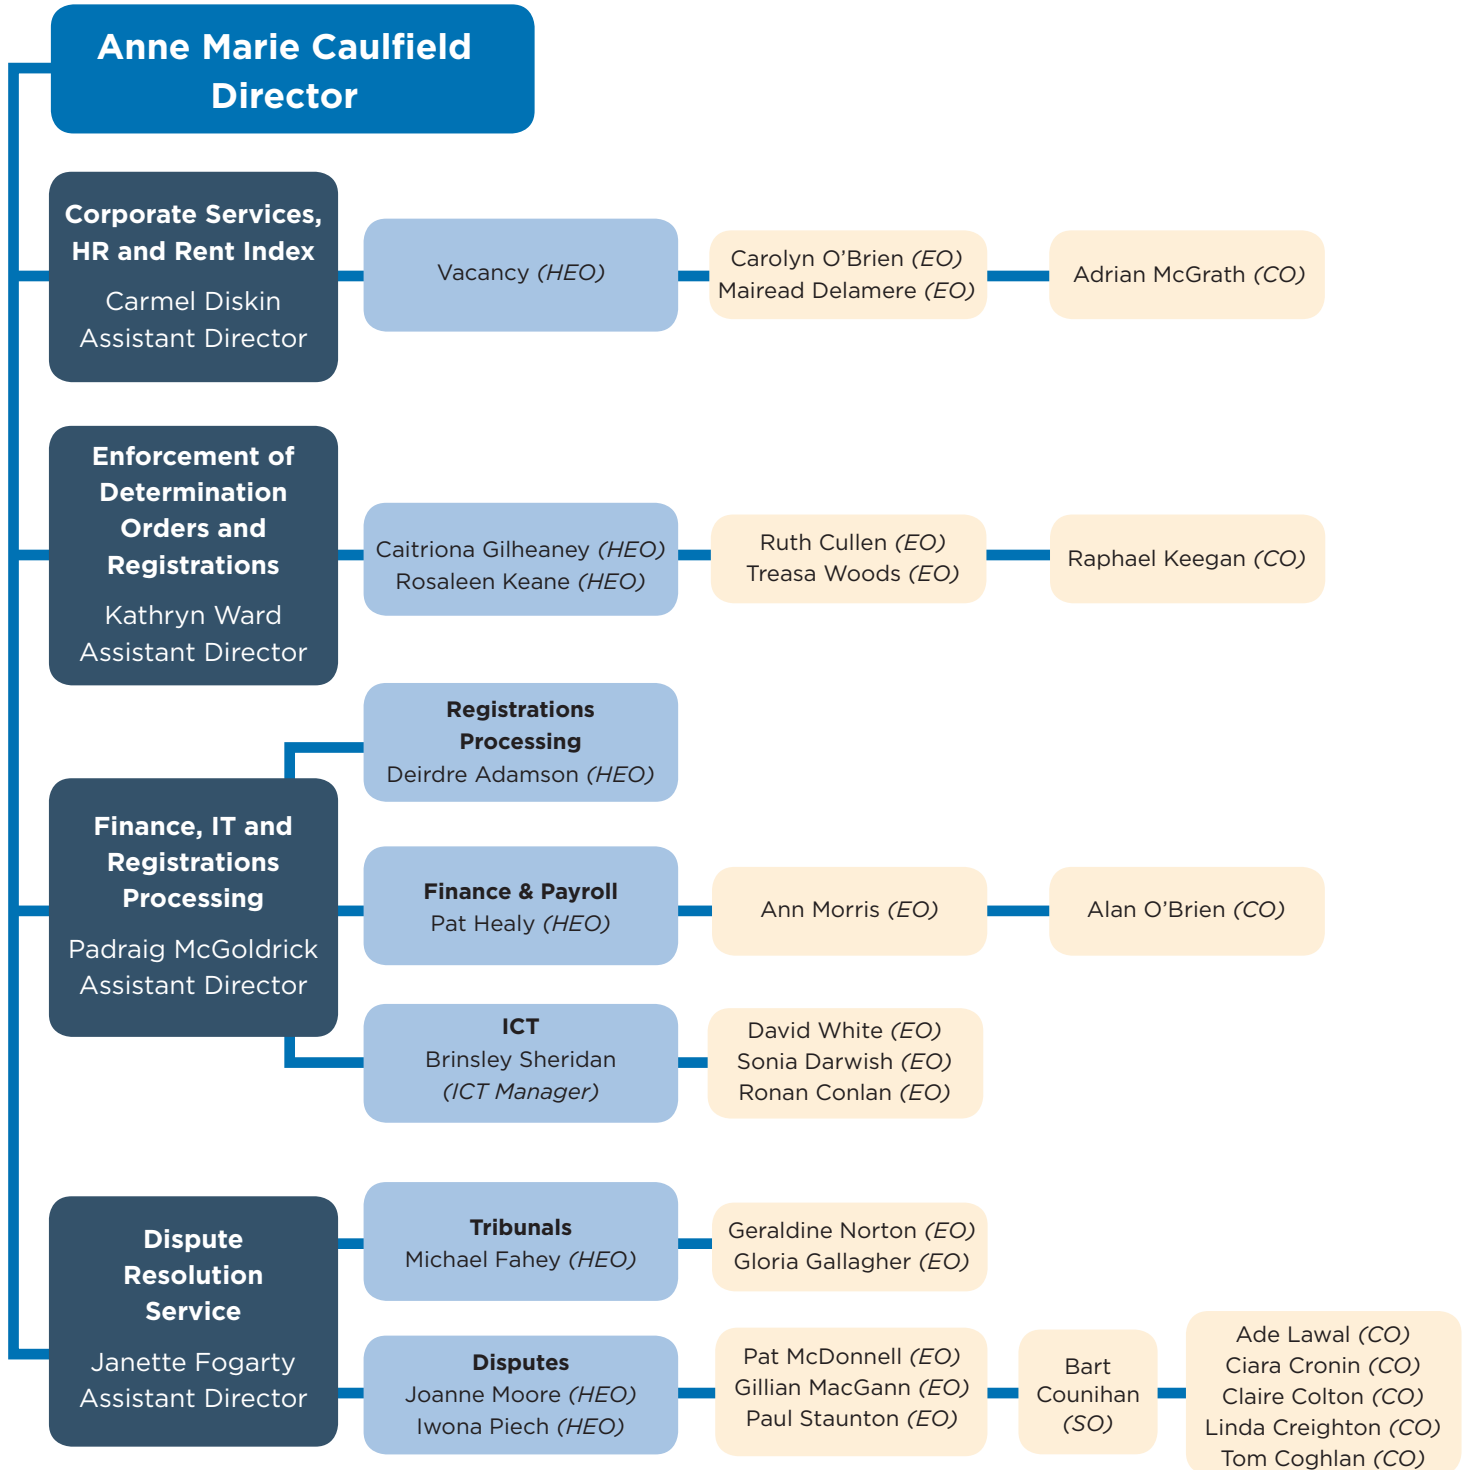 Anne Marie Caulfield
Director
Corporate Services,
HR and Rent Index
Carmel Diskin
Assistant Director
Vacancy (HEO)
Carolyn O’Brien (EO)
Mairead Delamere (EO)
Adrian McGrath (CO)
Enforcement of
Determination
Orders and
Registrations
Kathryn Ward
Assistant Director
Caitriona Gilheaney (HEO)
Rosaleen Keane (HEO)
Ruth Cullen (EO)
Treasa Woods (EO)
Raphael Keegan (CO)
Finance, IT and
Registrations
Processing
Padraig McGoldrick
Assistant Director
Registrations
Processing
Deirdre Adamson (HEO)
Finance & Payroll
Pat Healy (HEO)
Ann Morris (EO)
Alan O’Brien (CO)
ICT
Brinsley Sheridan
(ICT Manager)
David White (EO)
Sonia Darwish (EO)
Ronan Conlan (EO)
Dispute
Resolution
Service
Janette Fogarty
Assistant Director
Tribunals
Michael Fahey (HEO)
Geraldine Norton (EO)
Gloria Gallagher (EO)
Disputes
Joanne Moore (HEO)
Iwona Piech (HEO)
Pat McDonnell (EO)
Gillian MacGann (EO)
Paul Staunton (EO)
Bart
Counihan
(SO)
Ade Lawal (CO)
Ciara Cronin (CO)
Claire Colton (CO)
Linda Creighton (CO)
Tom Coghlan (CO)